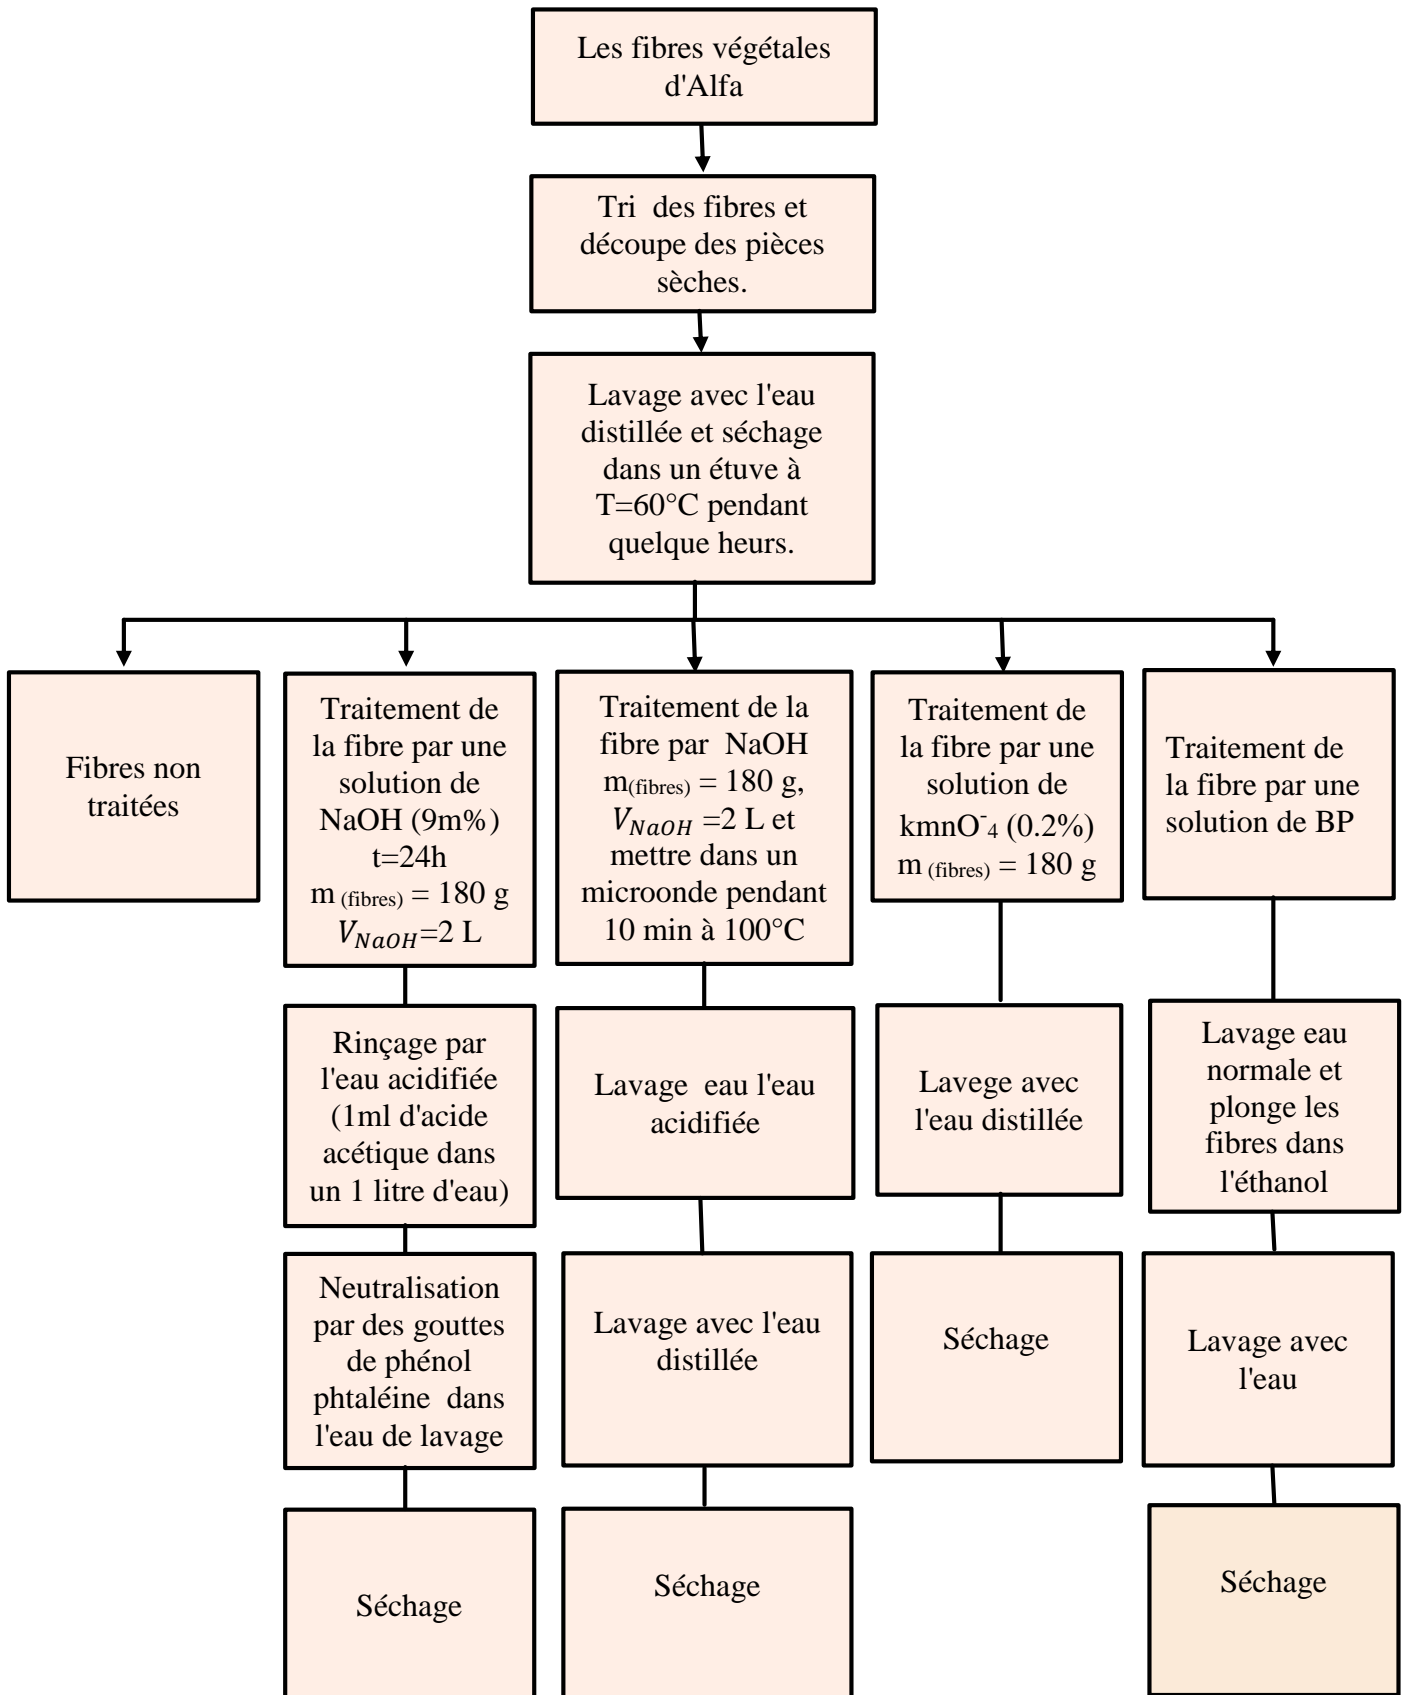 Les fibres végétales
d'Alfa
Tri  des fibres et
découpe des pièces
sèches.
Lavage avec l'eau
distillée et séchage
dans un étuve à
T=60°C pendant
quelque heurs.
Fibres non
traitées
Traitement de
la fibre par une
solution de
NaOH (9m%)
t=24h
m (fibres) = 180 g
V_NaOH=2 L
Traitement de la
fibre par  NaOH
m(fibres) = 180 g,
V_NaOH =2 L et
mettre dans un
microonde pendant
10 min à 100°C
Traitement de
la fibre par une
solution de
kmnO⁻₄ (0.2%)
m (fibres) = 180 g
Traitement de
la fibre par une
solution de BP
Rinçage par
l'eau acidifiée
(1ml d'acide
acétique dans
un 1 litre d'eau)
Lavage  eau l'eau
acidifiée
Lavege avec
l'eau distillée
Lavage eau
normale et
plonge les
fibres dans
l'éthanol
Neutralisation
par des gouttes
de phénol
phtaléine  dans
l'eau de lavage
Lavage avec l'eau
distillée
Séchage
Lavage avec
l'eau
Séchage
Séchage
Séchage